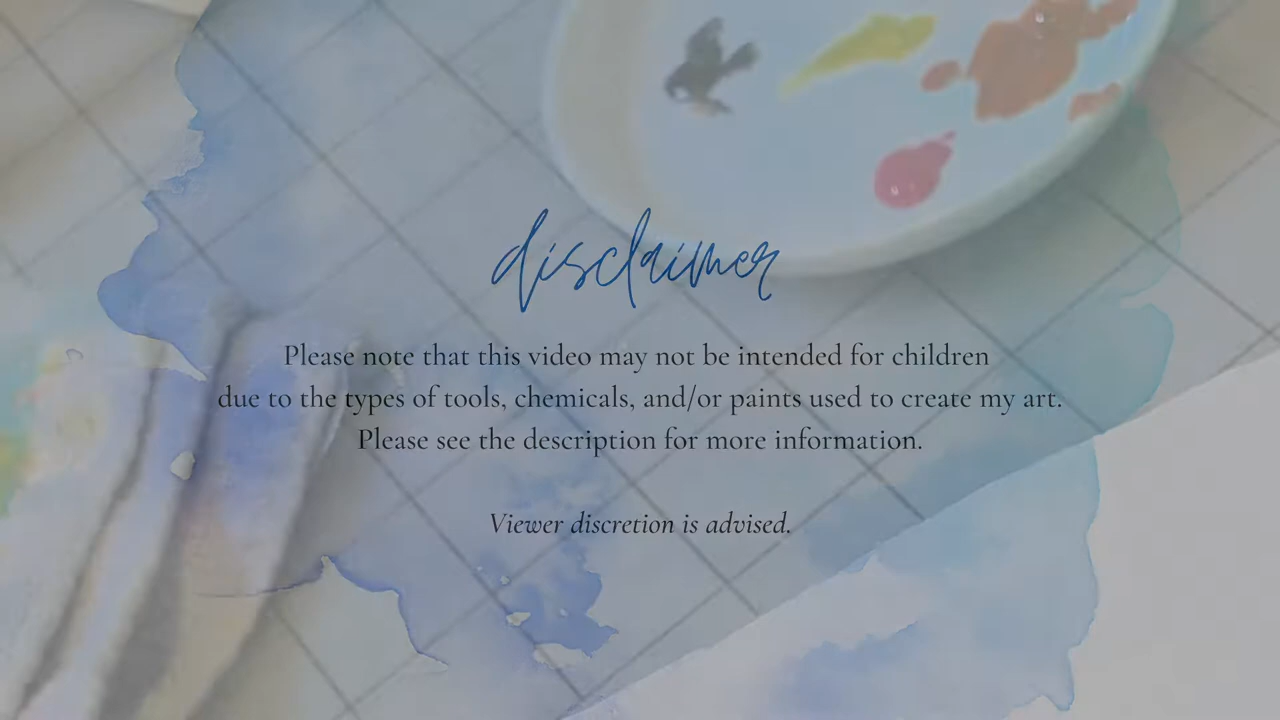 disclaimer
Please note that this video may not be intended for children
due to the types of tools, chemicals, and/or paints used to create my art.
Please see the description for more information.
Viewer discretion is advised.